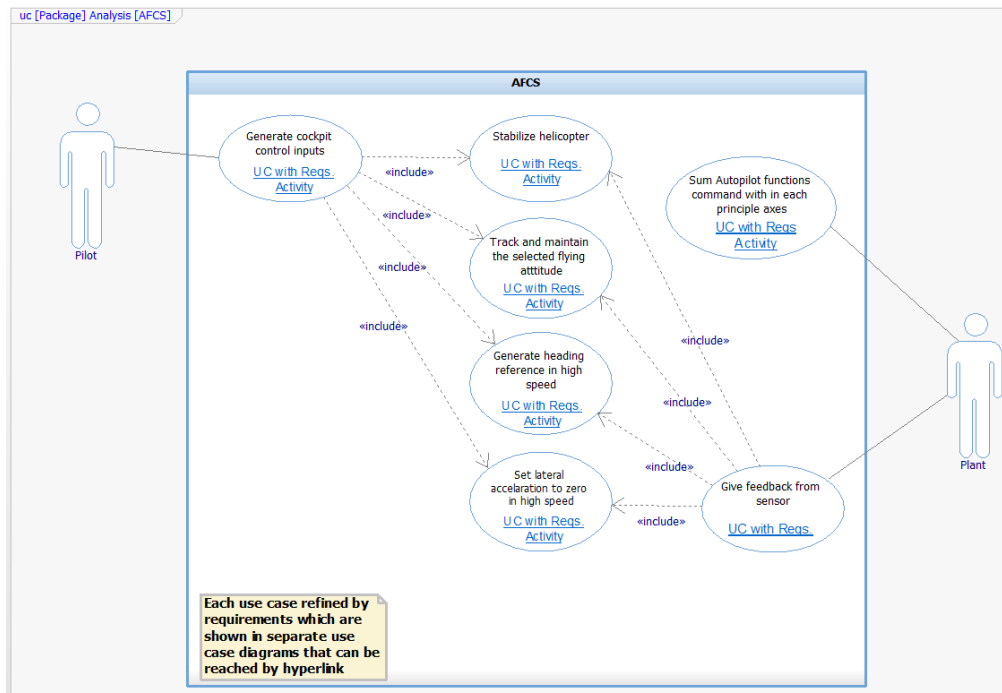 uc [Package] Analysis [AFCS]
AFCS
Pilot
Generate cockpit
control inputs
UC with Reqs.
Activity
«include»
«include»
«include»
«include»
Stabilize helicopter
UC with Reqs.
Activity
Track and maintain
the selected flying
atttitude
UC with Reqs.
Activity
Generate heading
reference in high
speed
UC with Reqs.
Activity
Set lateral
accelaration to zero
in high speed
UC with Reqs.
Activity
Sum Autopilot functions
command with in each
principle axes
UC with Reqs
Activity
«include»
«include»
«include»
«include»
Give feedback from
sensor
UC with Reqs.
Plant
Each use case refined by
requirements which are
shown in separate use
case diagrams that can be
reached by hyperlink